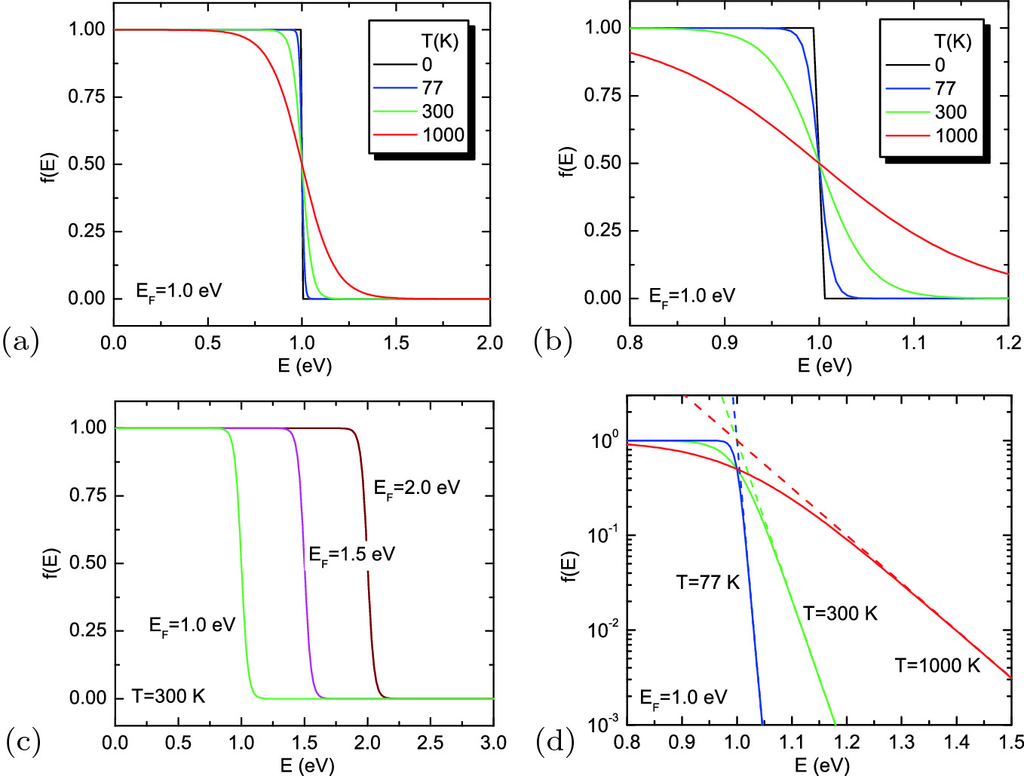 T(K)
0
77
300
1000
1.00
0.75
0.50
0.25
0.00
f(E)
E_F=1.0 eV
(a)
0.0 0.5 1.0 1.5 2.0
E (eV)
T(K)
0
77
300
1000
1.00
0.75
0.50
0.25
0.00
f(E)
E_F=1.0 eV
(b)
0.8 0.9 1.0 1.1 1.2
E (eV)
1.00
0.75
0.50
0.25
0.00
f(E)
E_F=2.0 eV
E_F=1.5 eV
E_F=1.0 eV
T=300 K
(c)
0.0 0.5 1.0 1.5 2.0 2.5 3.0
E (eV)
10^0
10^-1
10^-2
10^-3
f(E)
T=77 K
T=300 K
T=1000 K
E_F=1.0 eV
(d)
0.8 0.9 1.0 1.1 1.2 1.3 1.4 1.5
E (eV)